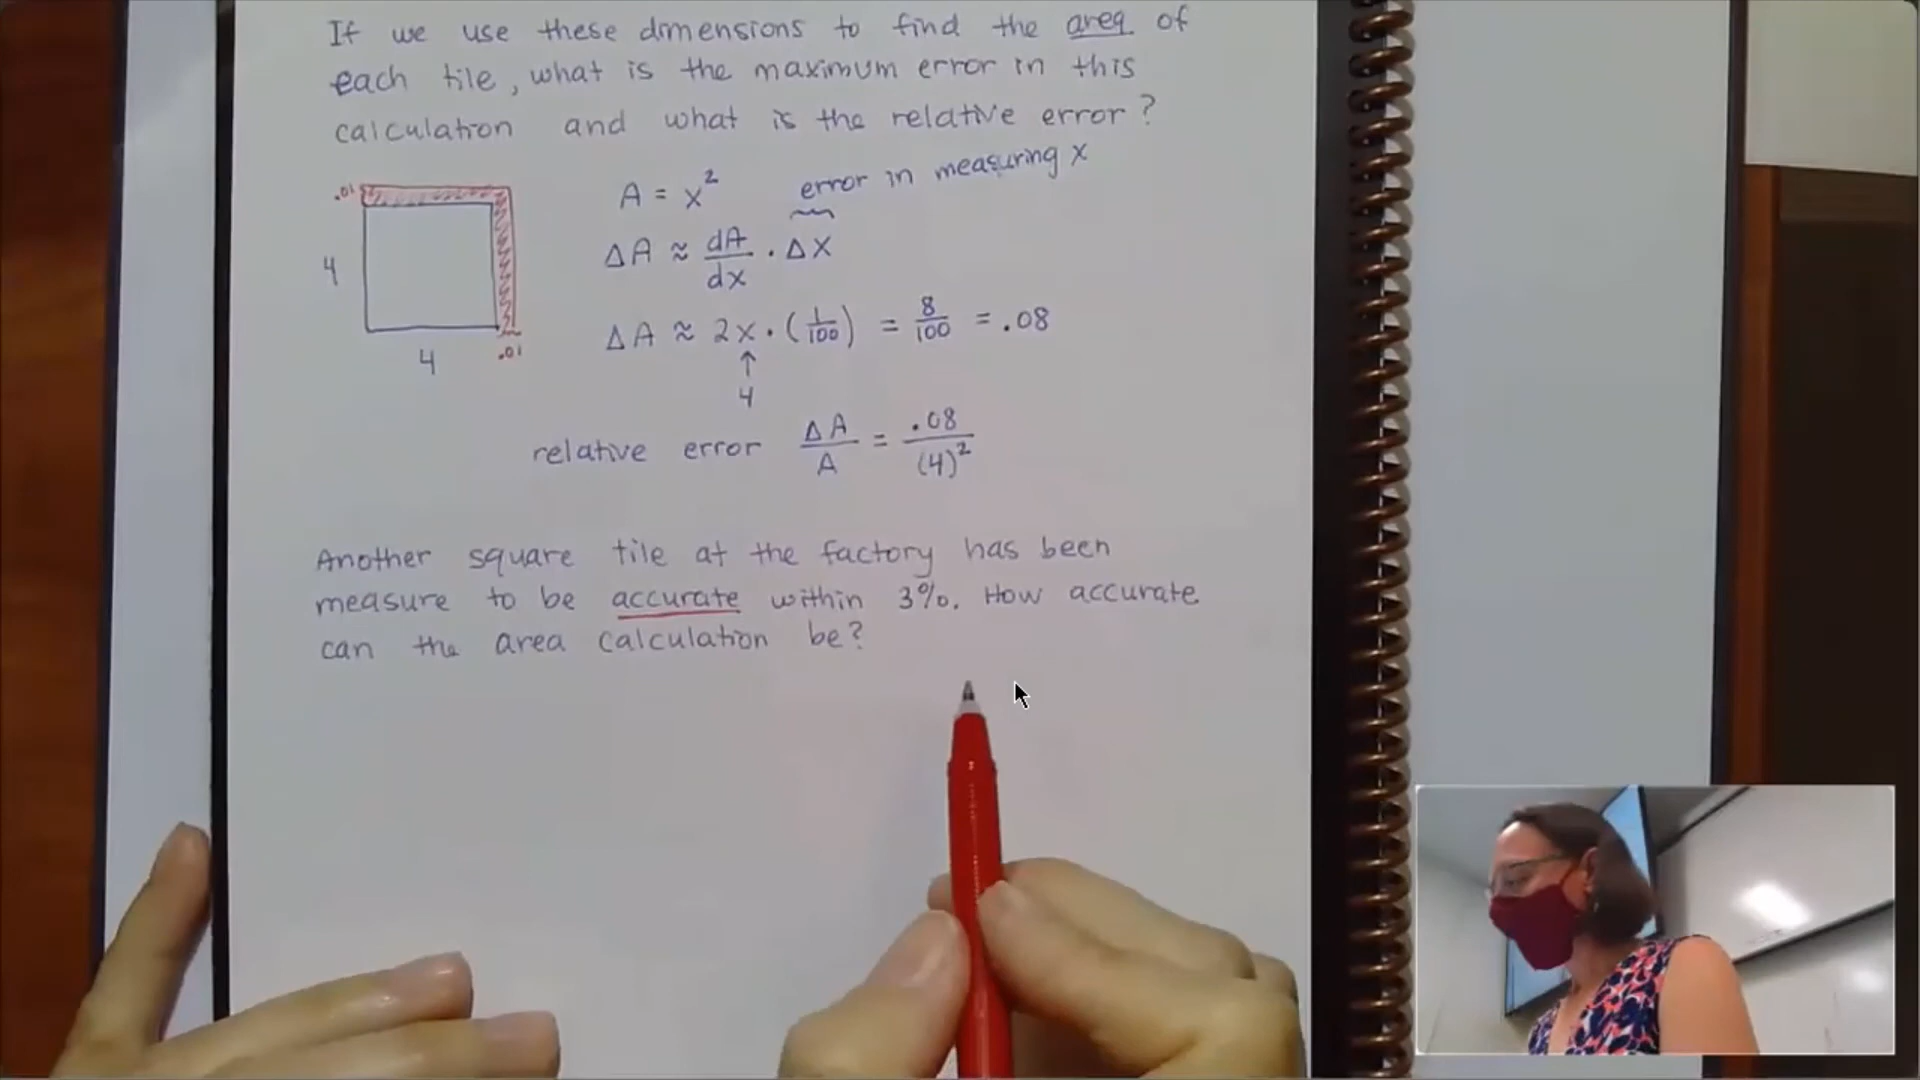 If we use these dimensions to find the area of
each tile, what is the maximum error in this
calculation and what is the relative error?
.01
4
4
.01
A = x²
error in measuring x
ΔA ≈ dA/dx · Δx
ΔA ≈ 2x · (1/100) = 8/100 = .08
↑
4
relative error ΔA/A = .08/(4)²
Another square tile at the factory has been
measure to be accurate within 3%. How accurate
can the area calculation be?